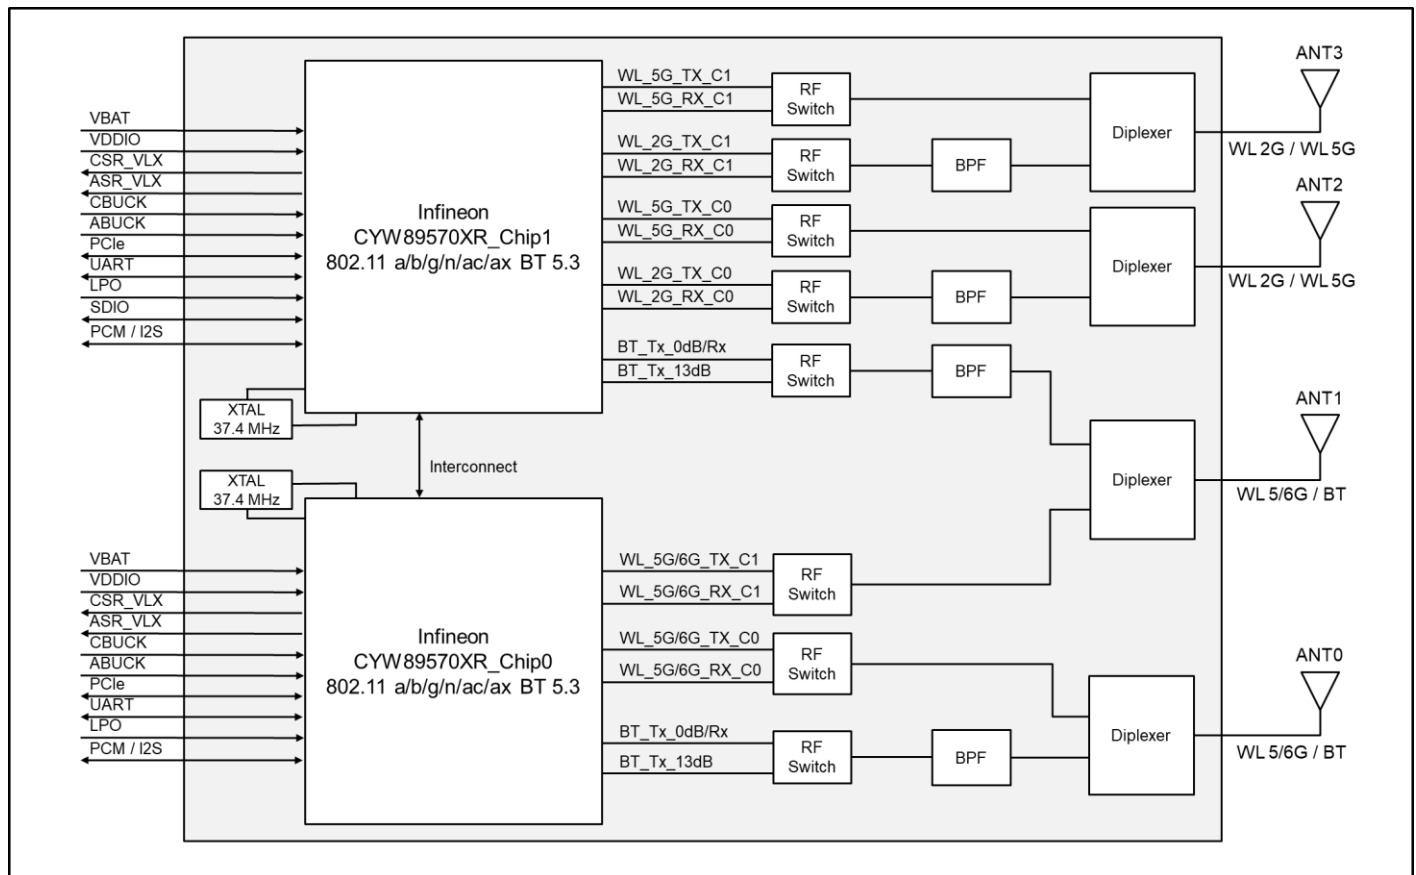 VBAT
VDDIO
CSR_VLX
ASR_VLX
CBUCK
ABUCK
PCIe
UART
LPO
SDIO
PCM / I2S
Infineon
CYW89570XR_Chip1
802.11 a/b/g/n/ac/ax BT 5.3
XTAL
37.4 MHz
WL_5G_TX_C1
WL_5G_RX_C1
RF
Switch
WL_2G_TX_C1
WL_2G_RX_C1
RF
Switch
BPF
Diplexer
ANT3
WL 2G / WL 5G
WL_5G_TX_C0
WL_5G_RX_C0
RF
Switch
WL_2G_TX_C0
WL_2G_RX_C0
RF
Switch
BPF
Diplexer
ANT2
WL 2G / WL 5G
BT_Tx_0dB/Rx
BT_Tx_13dB
RF
Switch
BPF
Diplexer
ANT1
WL 5/6G / BT
Interconnect
XTAL
37.4 MHz
VBAT
VDDIO
CSR_VLX
ASR_VLX
CBUCK
ABUCK
PCIe
UART
LPO
PCM / I2S
Infineon
CYW89570XR_Chip0
802.11 a/b/g/n/ac/ax BT 5.3
WL_5G/6G_TX_C1
WL_5G/6G_RX_C1
RF
Switch
WL_5G/6G_TX_C0
WL_5G/6G_RX_C0
RF
Switch
BT_Tx_0dB/Rx
BT_Tx_13dB
RF
Switch
BPF
Diplexer
ANT0
WL 5/6G / BT